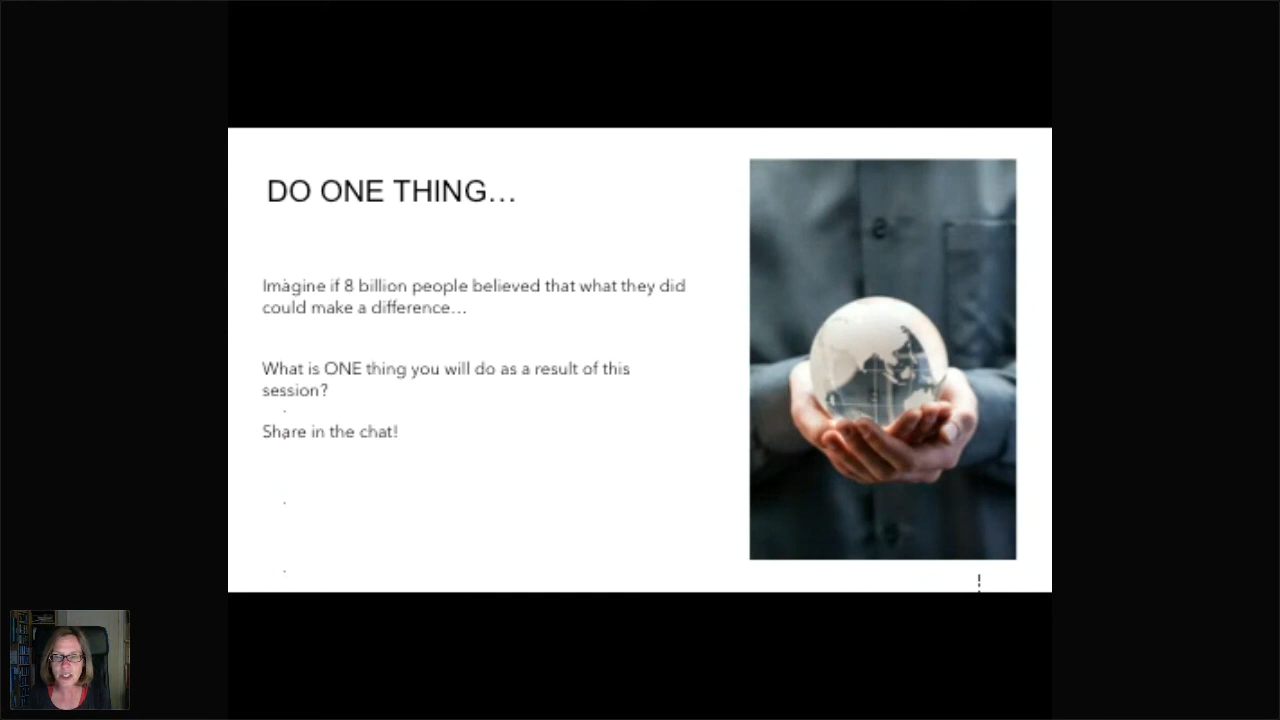 DO ONE THING…
Imagine if 8 billion people believed that what they did
could make a difference…
What is ONE thing you will do as a result of this
session?
Share in the chat!